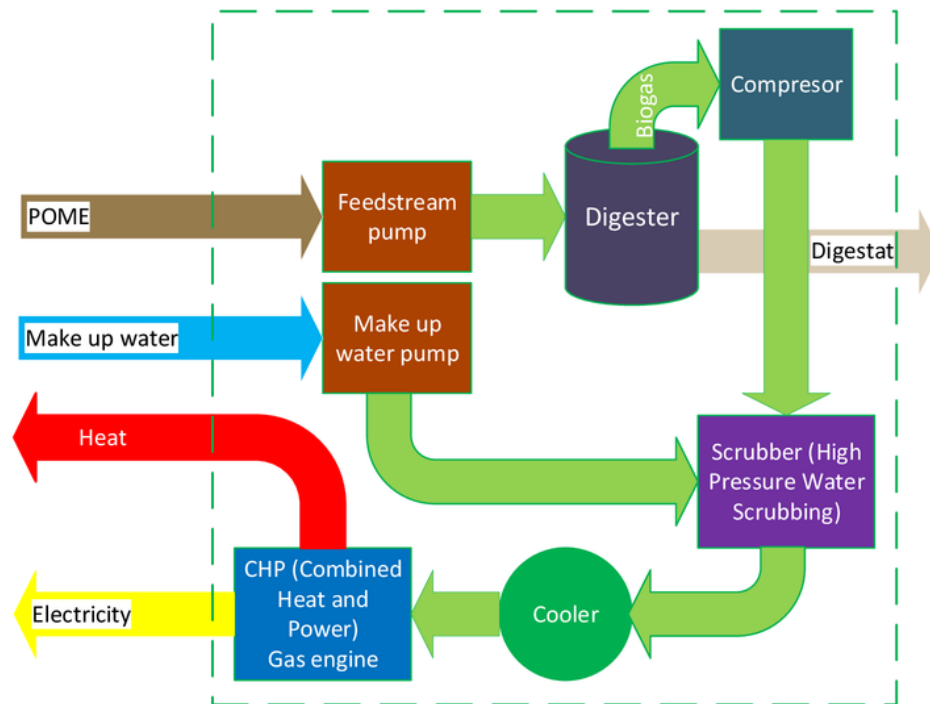 Biogas
Compresor
POME
Feedstream
pump
Digester
Digestat
Make up water
Make up
water pump
Heat
Scrubber (High
Pressure Water
Scrubbing)
CHP (Combined
Heat and
Power)
Gas engine
Cooler
Electricity